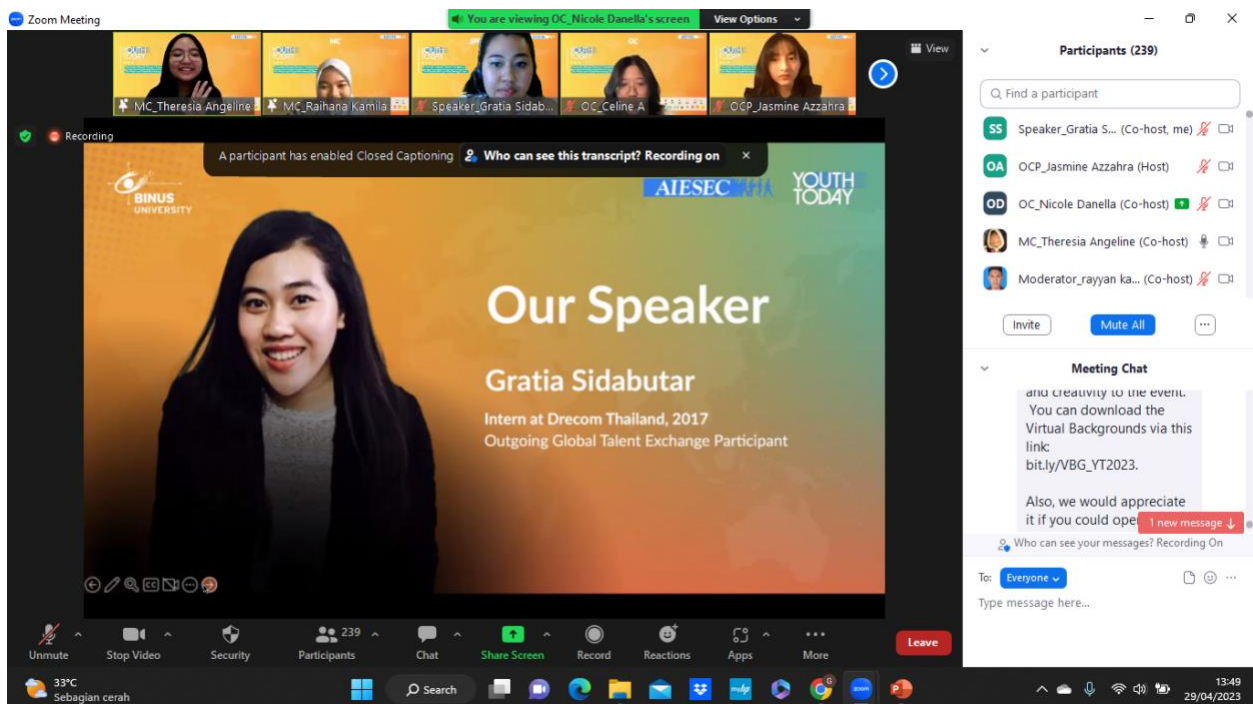 Zoom Meeting
You are viewing OC_Nicole Danella's screen
View Options
MC_Theresia Angeline
MC_Raihana Kamila
Speaker_Gratia Sidab...
OC_Celine A
OCP_Jasmine Azzahra
View
Recording
A participant has enabled Closed Captioning
Who can see this transcript? Recording on
BINUS
UNIVERSITY
AIESEC
YOUTH
TODAY
Our Speaker
Gratia Sidabutar
Intern at Drecom Thailand, 2017
Outgoing Global Talent Exchange Participant
Participants (239)
Find a participant
SS Speaker_Gratia S... (Co-host, me)
OA OCP_Jasmine Azzahra (Host)
OD OC_Nicole Danella (Co-host)
MC_Theresia Angeline (Co-host)
Moderator_rayyan ka... (Co-host)
Invite
Mute All
Meeting Chat
and creativity to the event.
You can download the
Virtual Backgrounds via this
link:
bit.ly/VBG_YT2023.
Also, we would appreciate
it if you could ope
1 new message
Who can see your messages? Recording On
To: Everyone
Type message here...
Unmute
Stop Video
Security
239
Participants
Chat
Share Screen
Record
Reactions
Apps
More
Leave
33°C
Sebagian cerah
Search
13:49
29/04/2023